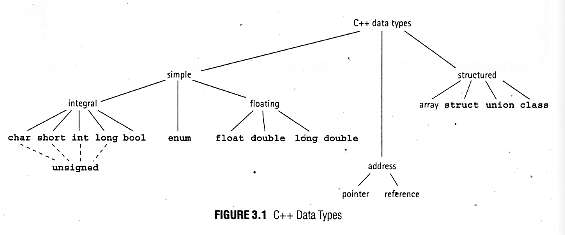 C++ data types
simple
structured
integral
floating
array struct union class
char short int long bool
enum
float double long double
unsigned
address
pointer reference
FIGURE 3.1 C++ Data Types